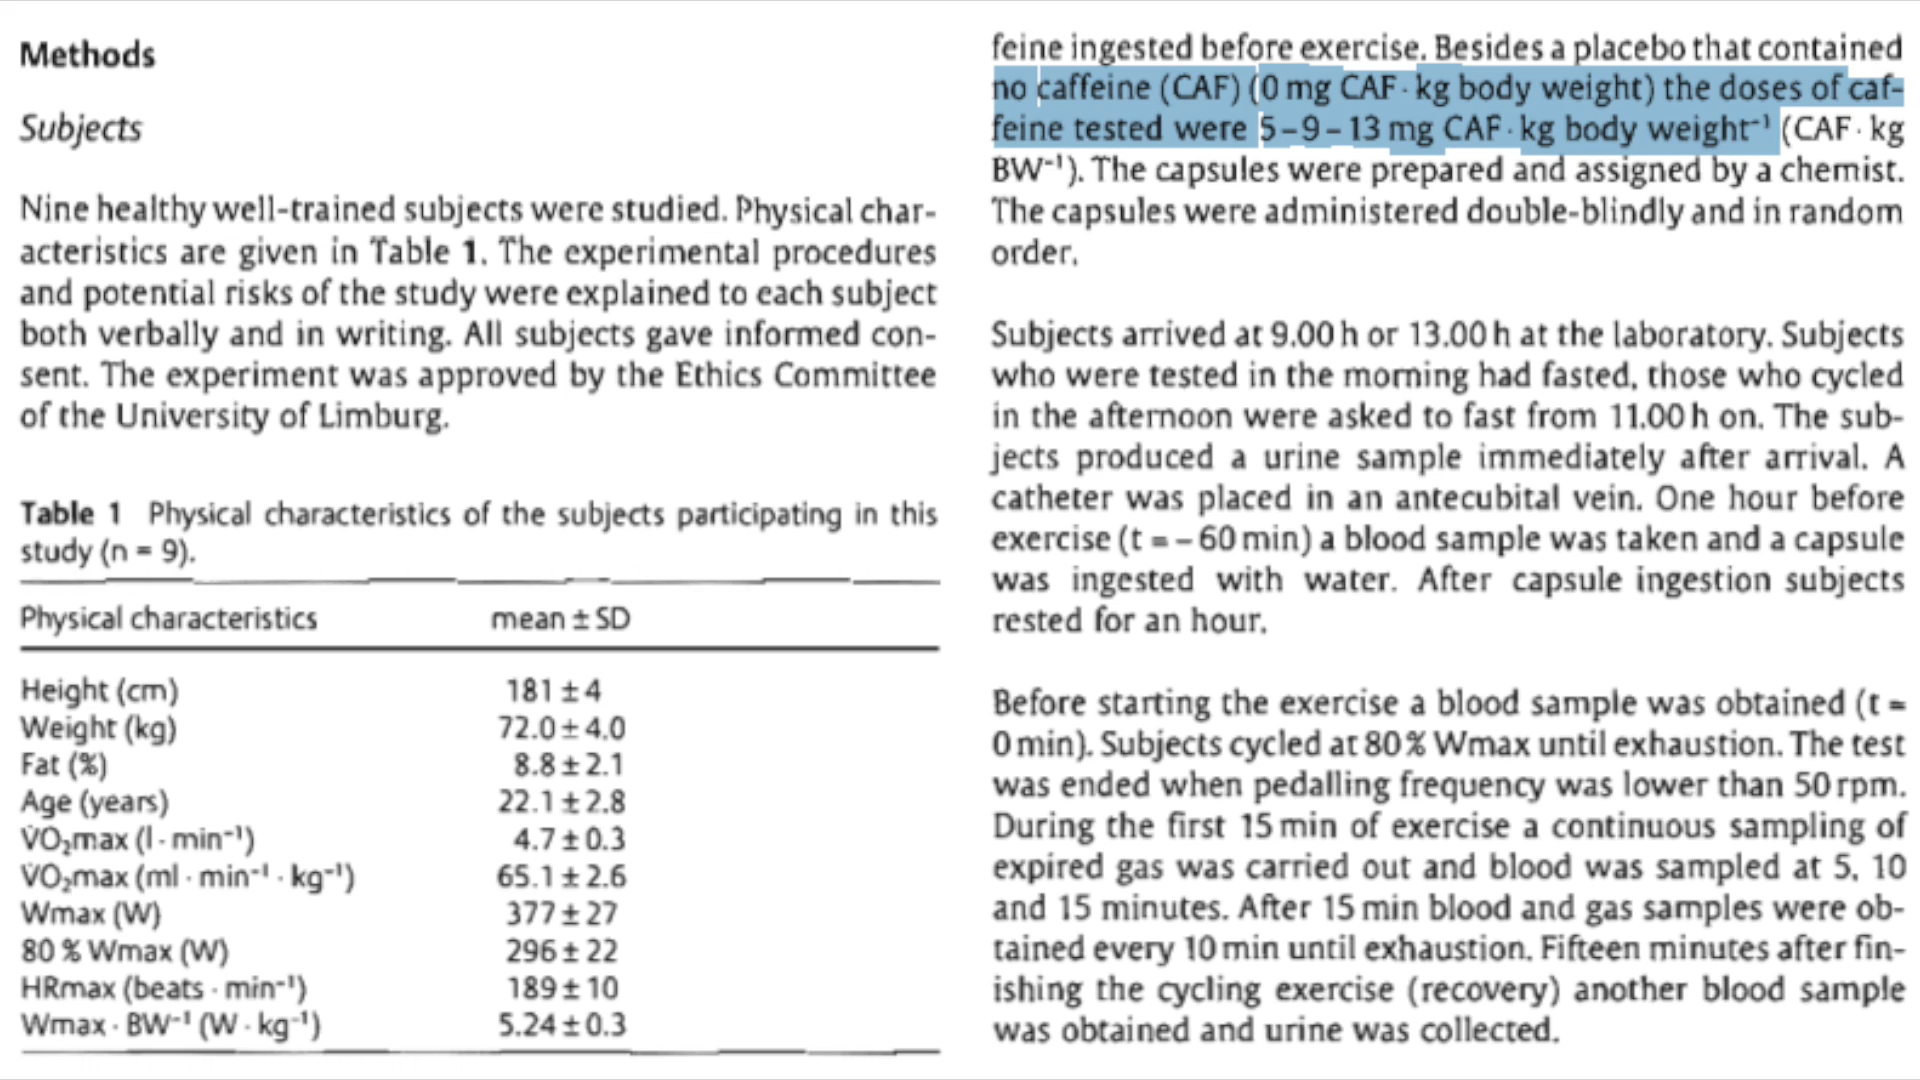 Methods
Subjects
Nine healthy well-trained subjects were studied. Physical char-
acteristics are given in Table 1. The experimental procedures
and potential risks of the study were explained to each subject
both verbally and in writing. All subjects gave informed con-
sent. The experiment was approved by the Ethics Committee
of the University of Limburg.
Table 1 Physical characteristics of the subjects participating in this
study (n = 9).
Physical characteristics mean ± SD
Height (cm) 181 ± 4
Weight (kg) 72.0 ± 4.0
Fat (%) 8.8 ± 2.1
Age (years) 22.1 ± 2.8
V̇O₂max (l · min⁻¹) 4.7 ± 0.3
V̇O₂max (ml · min⁻¹ · kg⁻¹) 65.1 ± 2.6
Wmax (W) 377 ± 27
80 % Wmax (W) 296 ± 22
HRmax (beats · min⁻¹) 189 ± 10
Wmax · BW⁻¹ (W · kg⁻¹) 5.24 ± 0.3
feine ingested before exercise. Besides a placebo that contained
no caffeine (CAF) (0 mg CAF · kg body weight) the doses of caf-
feine tested were 5 – 9 – 13 mg CAF · kg body weight⁻¹ (CAF · kg
BW⁻¹). The capsules were prepared and assigned by a chemist.
The capsules were administered double-blindly and in random
order.
Subjects arrived at 9.00 h or 13.00 h at the laboratory. Subjects
who were tested in the morning had fasted, those who cycled
in the afternoon were asked to fast from 11.00 h on. The sub-
jects produced a urine sample immediately after arrival. A
catheter was placed in an antecubital vein. One hour before
exercise (t = – 60 min) a blood sample was taken and a capsule
was ingested with water. After capsule ingestion subjects
rested for an hour.
Before starting the exercise a blood sample was obtained (t =
0 min). Subjects cycled at 80 % Wmax until exhaustion. The test
was ended when pedalling frequency was lower than 50 rpm.
During the first 15 min of exercise a continuous sampling of
expired gas was carried out and blood was sampled at 5, 10
and 15 minutes. After 15 min blood and gas samples were ob-
tained every 10 min until exhaustion. Fifteen minutes after fin-
ishing the cycling exercise (recovery) another blood sample
was obtained and urine was collected.